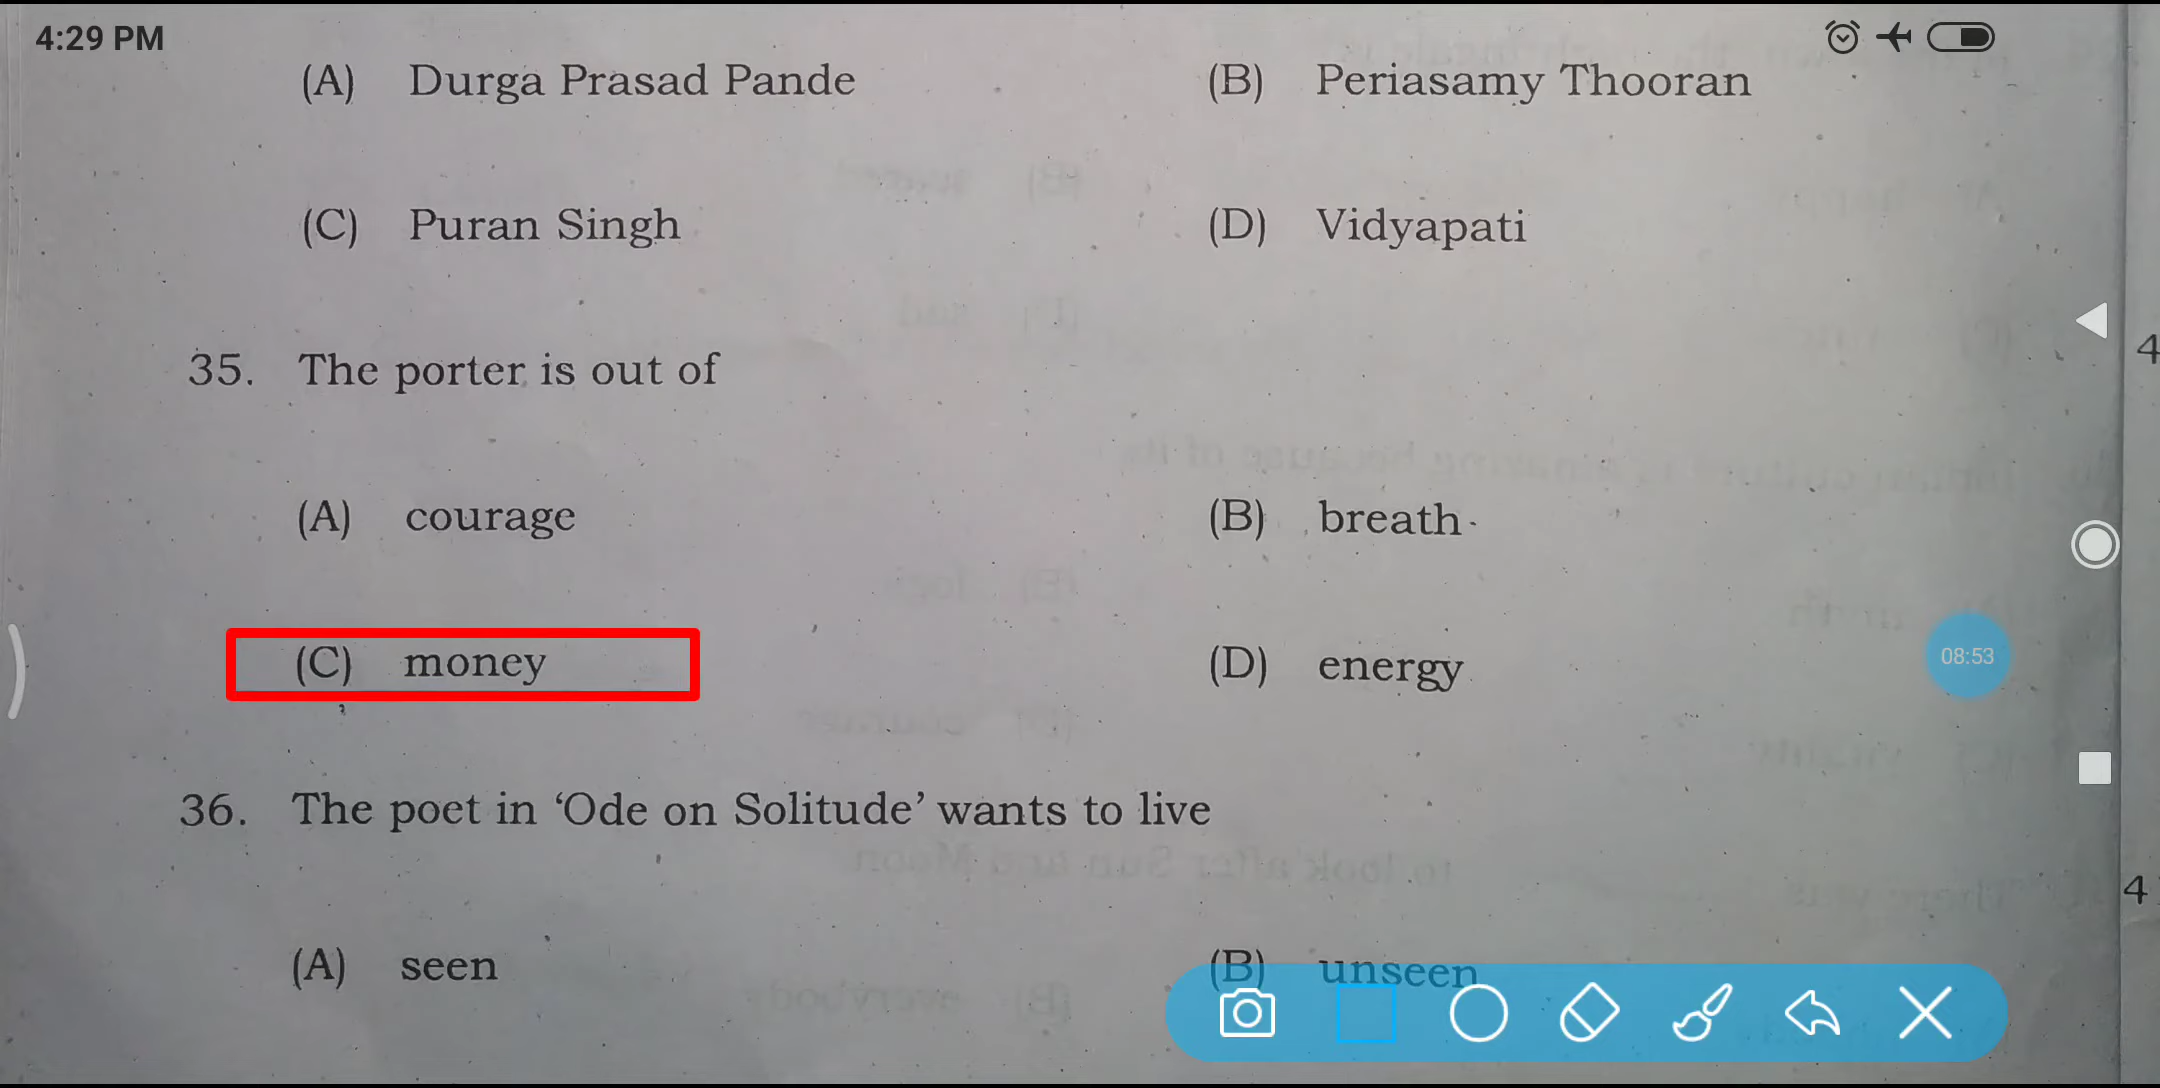 4:29 PM
(A) Durga Prasad Pande (B) Periasamy Thooran
(C) Puran Singh (D) Vidyapati
35. The porter is out of
(A) courage (B) breath
(C) money (D) energy
08:53
36. The poet in ‘Ode on Solitude’ wants to live
(A) seen (B) unseen
4
4